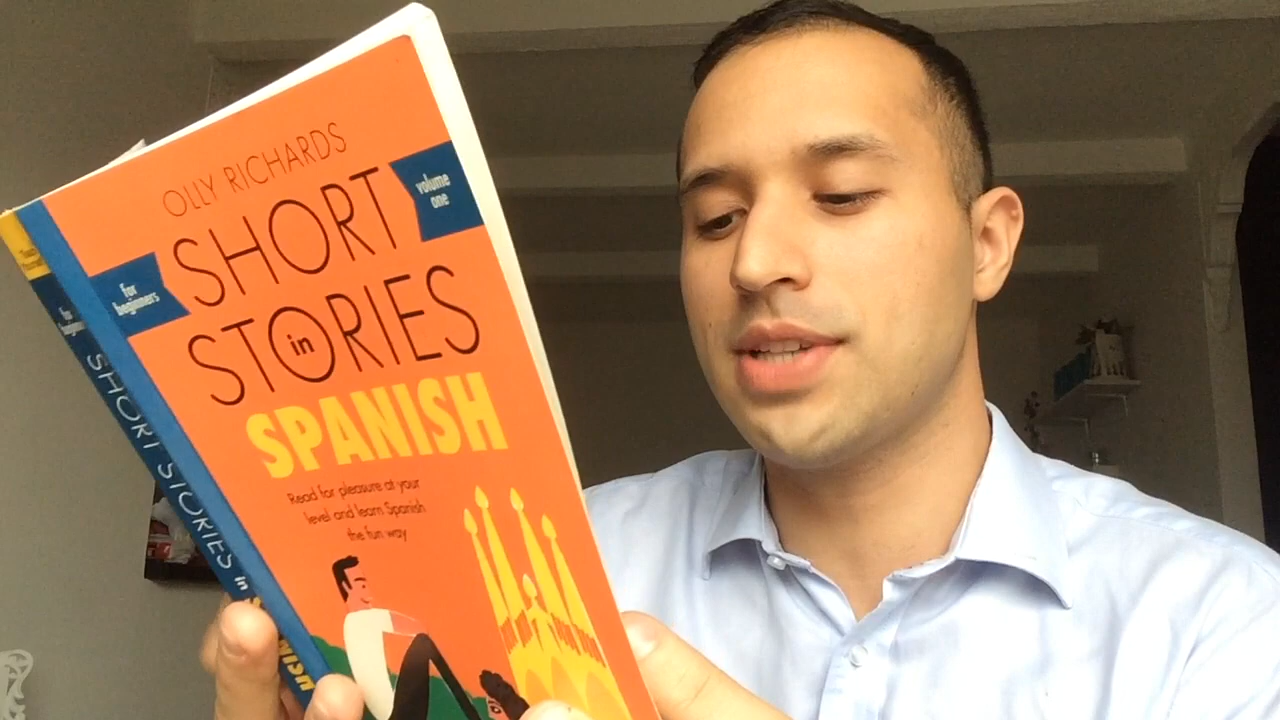 OLLY RICHARDS
SHORT
STORIES
in
SPANISH
for
beginners
volume
one
Read for pleasure at your
level and learn Spanish
the fun way
SHORT STORIES in